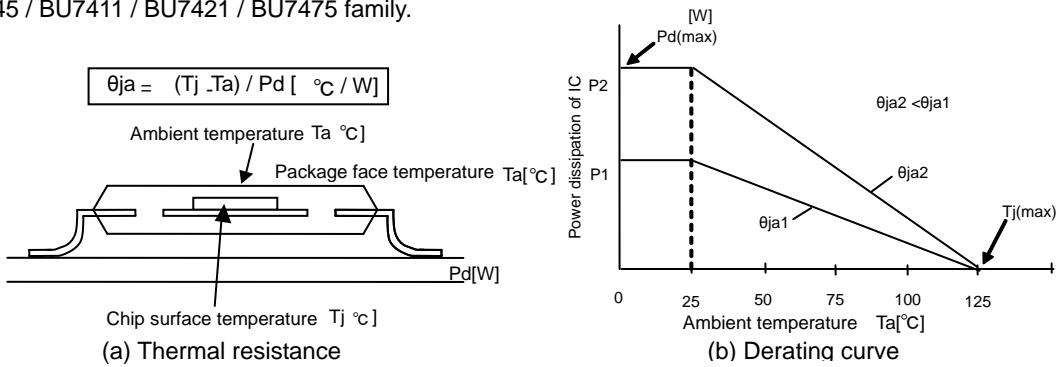 45 / BU7411 / BU7421 / BU7475 family.
θja = (Tj -Ta) / Pd [ °C / W]
Ambient temperature Ta °C]
Package face temperature Ta[°C]
Pd[W]
Chip surface temperature Tj °C]
(a) Thermal resistance
[W]
Pd(max)
Power dissipation of IC
P2
P1
θja2 <θja1
θja2
θja1
Tj(max)
0 25 50 75 100 125
Ambient temperature Ta[°C]
(b) Derating curve